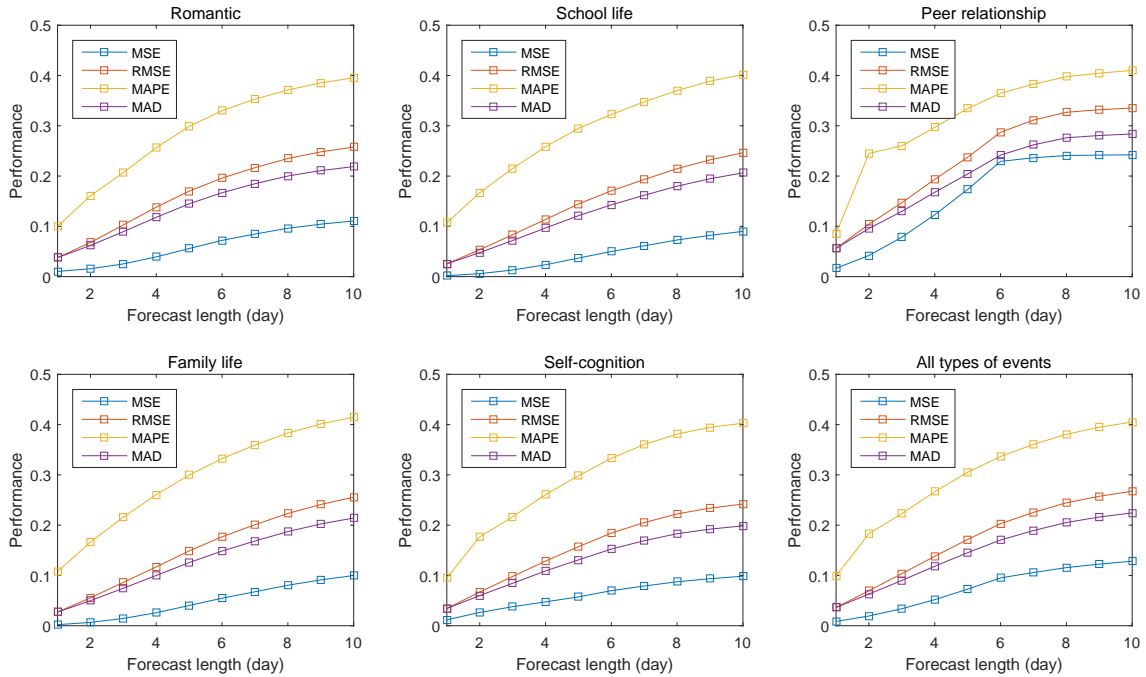 Romantic
0.5
0.4
0.3
0.2
0.1
0
Performance
MSE
RMSE
MAPE
MAD
2 4 6 8 10
Forecast length (day)
School life
0.5
0.4
0.3
0.2
0.1
0
Performance
MSE
RMSE
MAPE
MAD
2 4 6 8 10
Forecast length (day)
Peer relationship
0.5
0.4
0.3
0.2
0.1
0
Performance
MSE
RMSE
MAPE
MAD
2 4 6 8 10
Forecast length (day)
Family life
0.5
0.4
0.3
0.2
0.1
0
Performance
MSE
RMSE
MAPE
MAD
2 4 6 8 10
Forecast length (day)
Self-cognition
0.5
0.4
0.3
0.2
0.1
0
Performance
MSE
RMSE
MAPE
MAD
2 4 6 8 10
Forecast length (day)
All types of events
0.5
0.4
0.3
0.2
0.1
0
Performance
MSE
RMSE
MAPE
MAD
2 4 6 8 10
Forecast length (day)